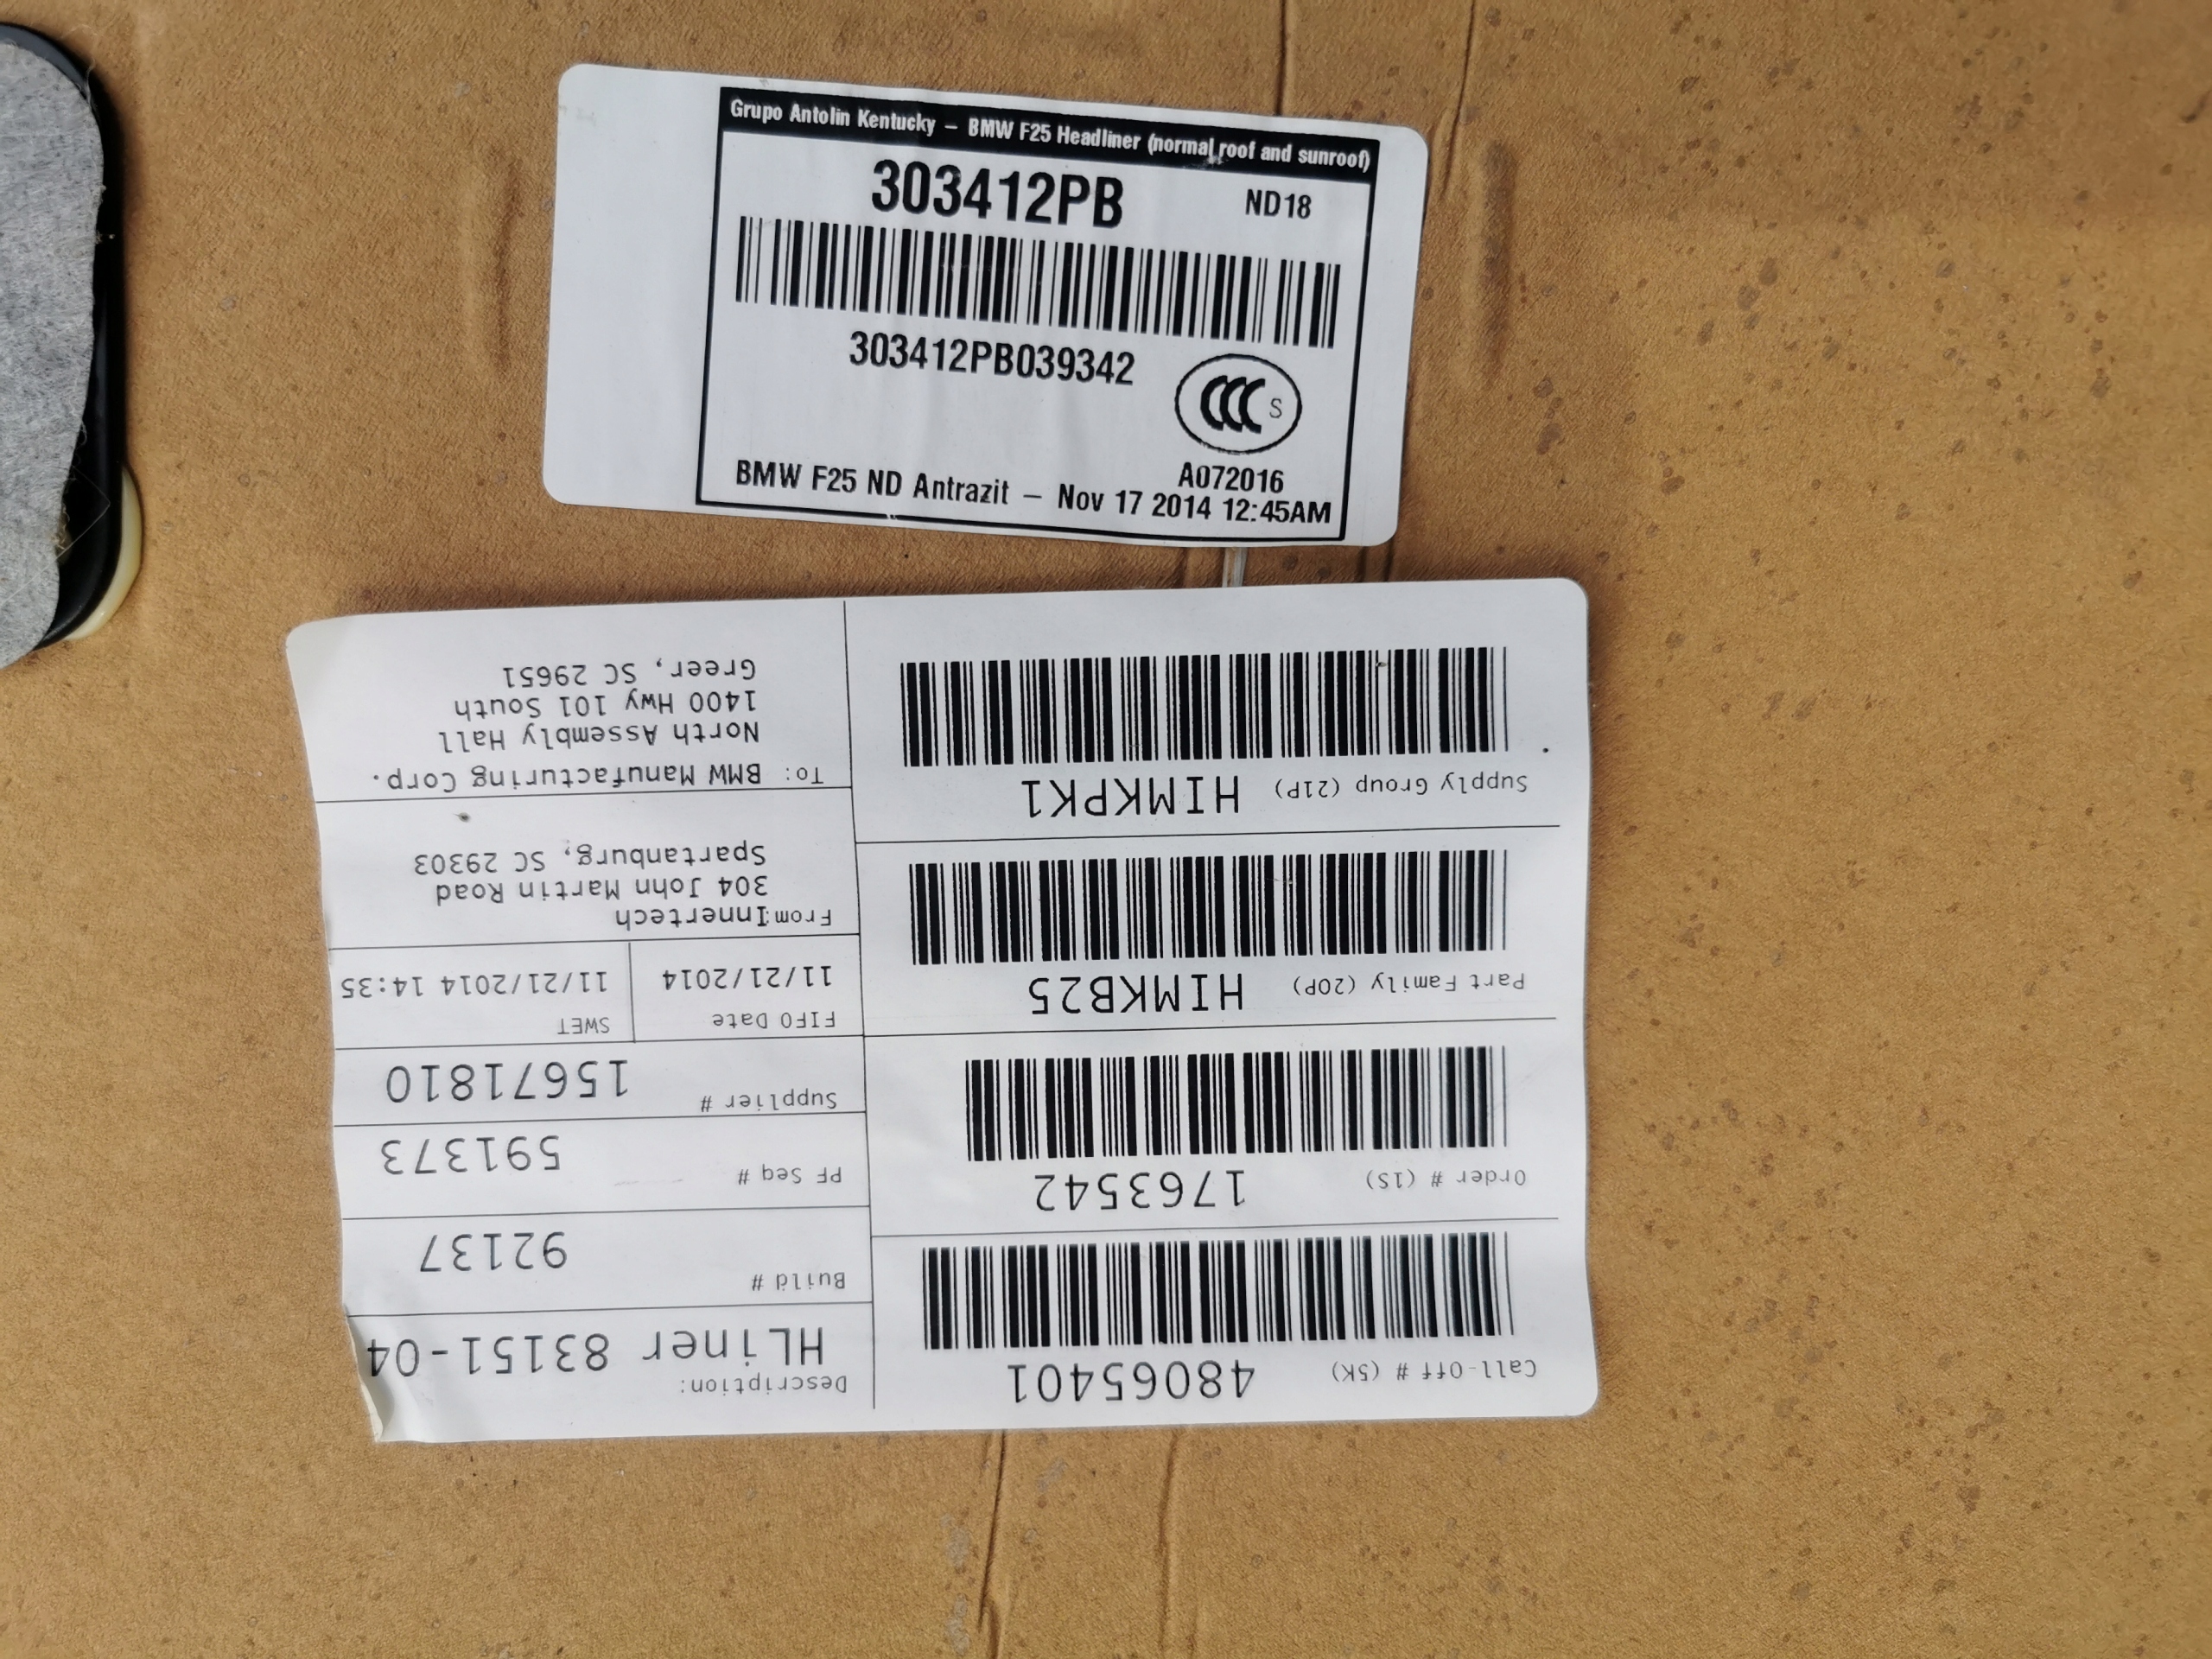 Grupo Antolin Kentucky – BMW F25 Headliner (normal roof and sunroof)
303412PB ND18
303412PB039342
CCC S
A072016
BMW F25 ND Antrazit – Nov 17 2014 12:45AM
Call-Off # (5K) 48065401
Order # (1S) 1763542
Part Family (20P) HIMKB25
Supply Group (21P) HIMKPK1
Description:
HLiner 83151-04
Build # 92137
PF Seq # 591373
Supplier # 15671810
FIFO Date SWET
11/21/2014 11/21/2014 14:35
From:Innertech
304 John Martin Road
Spartanburg, SC 29303
To: BMW Manufacturing Corp.
North Assembly Hall
1400 Hwy 101 South
Greer, SC 29651